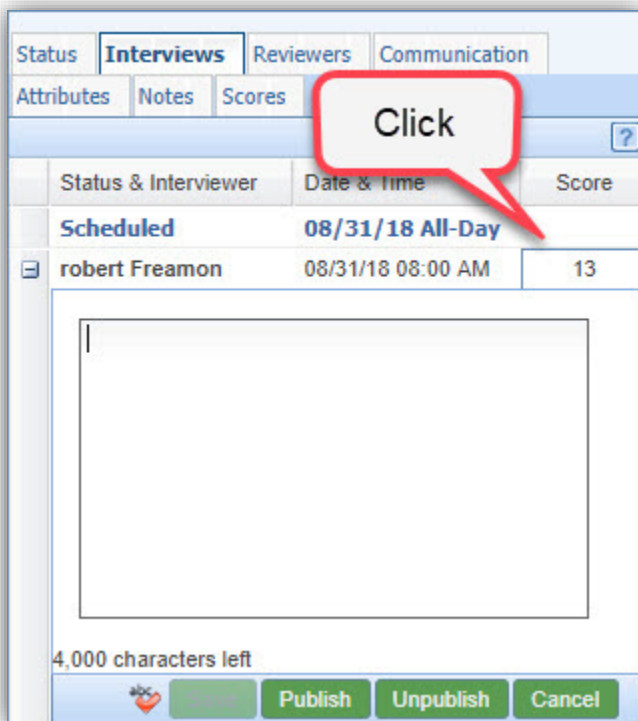 Status Interviews Reviewers Communication
Attributes Notes Scores
Click
?
Status & Interviewer Date & Time Score
Scheduled 08/31/18 All-Day
robert Freamon 08/31/18 08:00 AM 13
4,000 characters left
abc Publish Unpublish Cancel